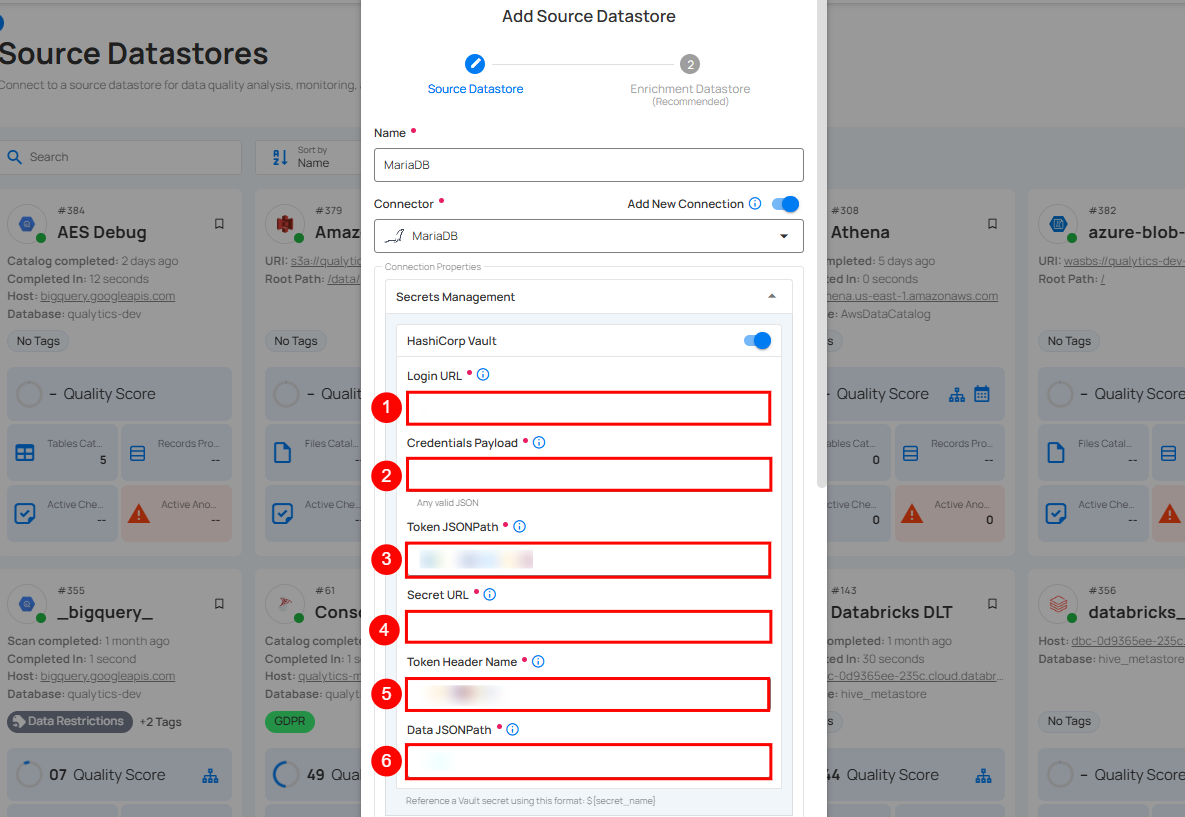 Add Source Datastore
2
Source Datastore
Enrichment Datastore
(Recommended)
Name
MariaDB
Connector
Add New Connection
MariaDB
Connection Properties
Secrets Management
HashiCorp Vault
Login URL
1
Credentials Payload
2
Any valid JSON
Token JSONPath
3
Secret URL
4
Token Header Name
5
Data JSONPath
6
Reference a Vault secret using this format: ${secret_name}
Source Datastores
Connect to a source datastore for data quality analysis, monitoring,
Search
Sort by
Name
#384
AES Debug
Catalog completed: 2 days ago
Completed In: 12 seconds
Host: bigquery.googleapis.com
Database: qualytics-dev
No Tags
– Quality Score
Tables Cat...
5
Records Pro...
--
Active Che...
--
Active Ano...
--
#379
Amaz
URI: s3a://qualytic
Root Path: /data/
No Tags
– Qualit
Files Catal...
--
Active Che
--
#308
Athena
ompleted: 5 days ago
ed In: 0 seconds
hena.us-east-1.amazonaws.com
e: AwsDataCatalog
s
Quality Score
ables Cat...
0
Records Pro...
--
ctive Che...
0
Active Ano...
0
#382
azure-blob-
URI: wasbs://qualytics-dev-
Root Path: /
No Tags
– Quality Score
Files Catal...
--
Active Che...
--
#355
_bigquery_
Scan completed: 1 month ago
Completed In: 1 second
Host: bigquery.googleapis.com
Database: qualytics-dev
Data Restrictions
+2 Tags
07 Quality Score
#61
Conso
Catalog complet
Completed In: 1 s
Host: qualytics-m
Database: qualyt
GDPR
49 Qua
#143
Databricks DLT
ompleted: 1 month ago
ed In: 30 seconds
c-0d9365ee-235c.cloud.databr...
e: hive_metastore
s
44 Quality Score
#356
databricks_
Host: dbc-0d9365ee-235c.
Database: hive_metastore
No Tags
– Quality Score